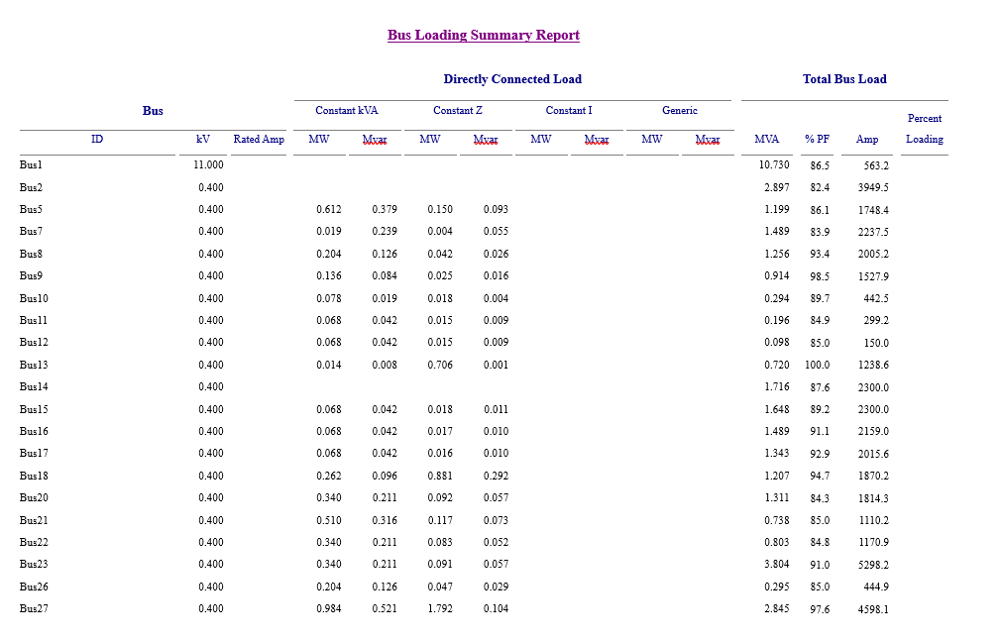 Bus Loading Summary Report
Directly Connected Load Total Bus Load
Bus Constant kVA Constant Z Constant I Generic
Percent
ID kV Rated Amp MW Mvar MW Mvar MW Mvar MW Mvar MVA % PF Amp Loading
Bus1 11.000 10.730 86.5 563.2
Bus2 0.400 2.897 82.4 3949.5
Bus5 0.400 0.612 0.379 0.150 0.093 1.199 86.1 1748.4
Bus7 0.400 0.019 0.239 0.004 0.055 1.489 83.9 2237.5
Bus8 0.400 0.204 0.126 0.042 0.026 1.256 93.4 2005.2
Bus9 0.400 0.136 0.084 0.025 0.016 0.914 98.5 1527.9
Bus10 0.400 0.078 0.019 0.018 0.004 0.294 89.7 442.5
Bus11 0.400 0.068 0.042 0.015 0.009 0.196 84.9 299.2
Bus12 0.400 0.068 0.042 0.015 0.009 0.098 85.0 150.0
Bus13 0.400 0.014 0.008 0.706 0.001 0.720 100.0 1238.6
Bus14 0.400 1.716 87.6 2300.0
Bus15 0.400 0.068 0.042 0.018 0.011 1.648 89.2 2300.0
Bus16 0.400 0.068 0.042 0.017 0.010 1.489 91.1 2159.0
Bus17 0.400 0.068 0.042 0.016 0.010 1.343 92.9 2015.6
Bus18 0.400 0.262 0.096 0.881 0.292 1.207 94.7 1870.2
Bus20 0.400 0.340 0.211 0.092 0.057 1.311 84.3 1814.3
Bus21 0.400 0.510 0.316 0.117 0.073 0.738 85.0 1110.2
Bus22 0.400 0.340 0.211 0.083 0.052 0.803 84.8 1170.9
Bus23 0.400 0.340 0.211 0.091 0.057 3.804 91.0 5298.2
Bus26 0.400 0.204 0.126 0.047 0.029 0.295 85.0 444.9
Bus27 0.400 0.984 0.521 1.792 0.104 2.845 97.6 4598.1